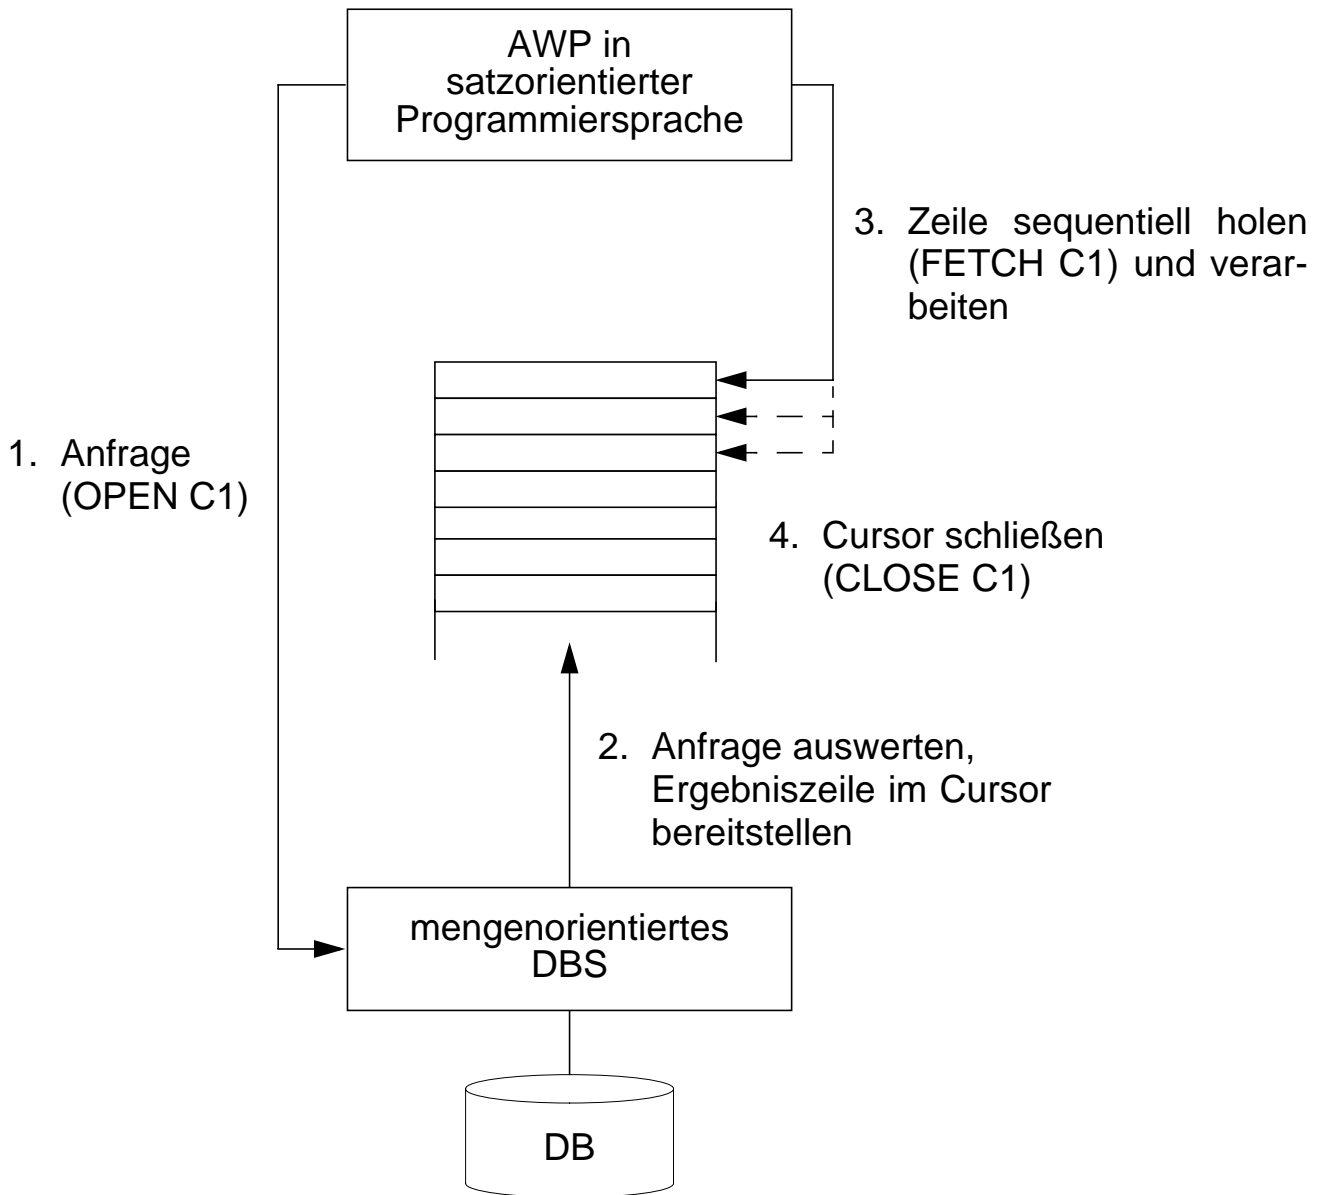 AWP in
satzorientierter
Programmiersprache
3. Zeile sequentiell holen
(FETCH C1) und verar-
beiten
1. Anfrage
(OPEN C1)
4. Cursor schließen
(CLOSE C1)
2. Anfrage auswerten,
Ergebniszeile im Cursor
bereitstellen
mengenorientiertes
DBS
DB